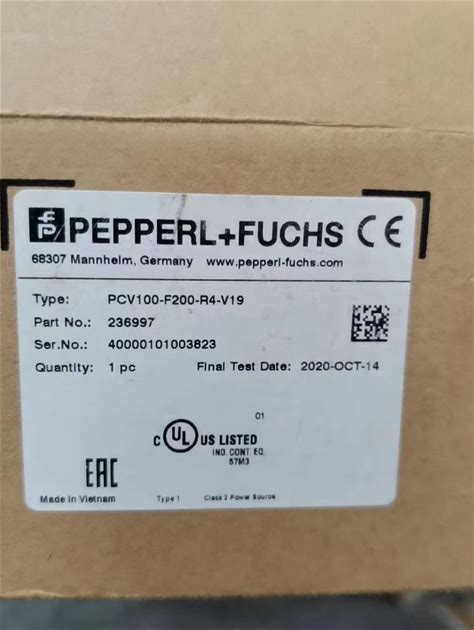 PEPPERL+FUCHS CE
68307 Mannheim, Germany www.pepperl-fuchs.com
Type: PCV100-F200-R4-V19
Part No.: 236997
Ser.No.: 40000101003823
Quantity: 1 pc Final Test Date: 2020-OCT-14
01
C UL US LISTED
IND. CONT. EQ.
57M3
EAC
Made in Vietnam Type 1 Class 2 Power Source